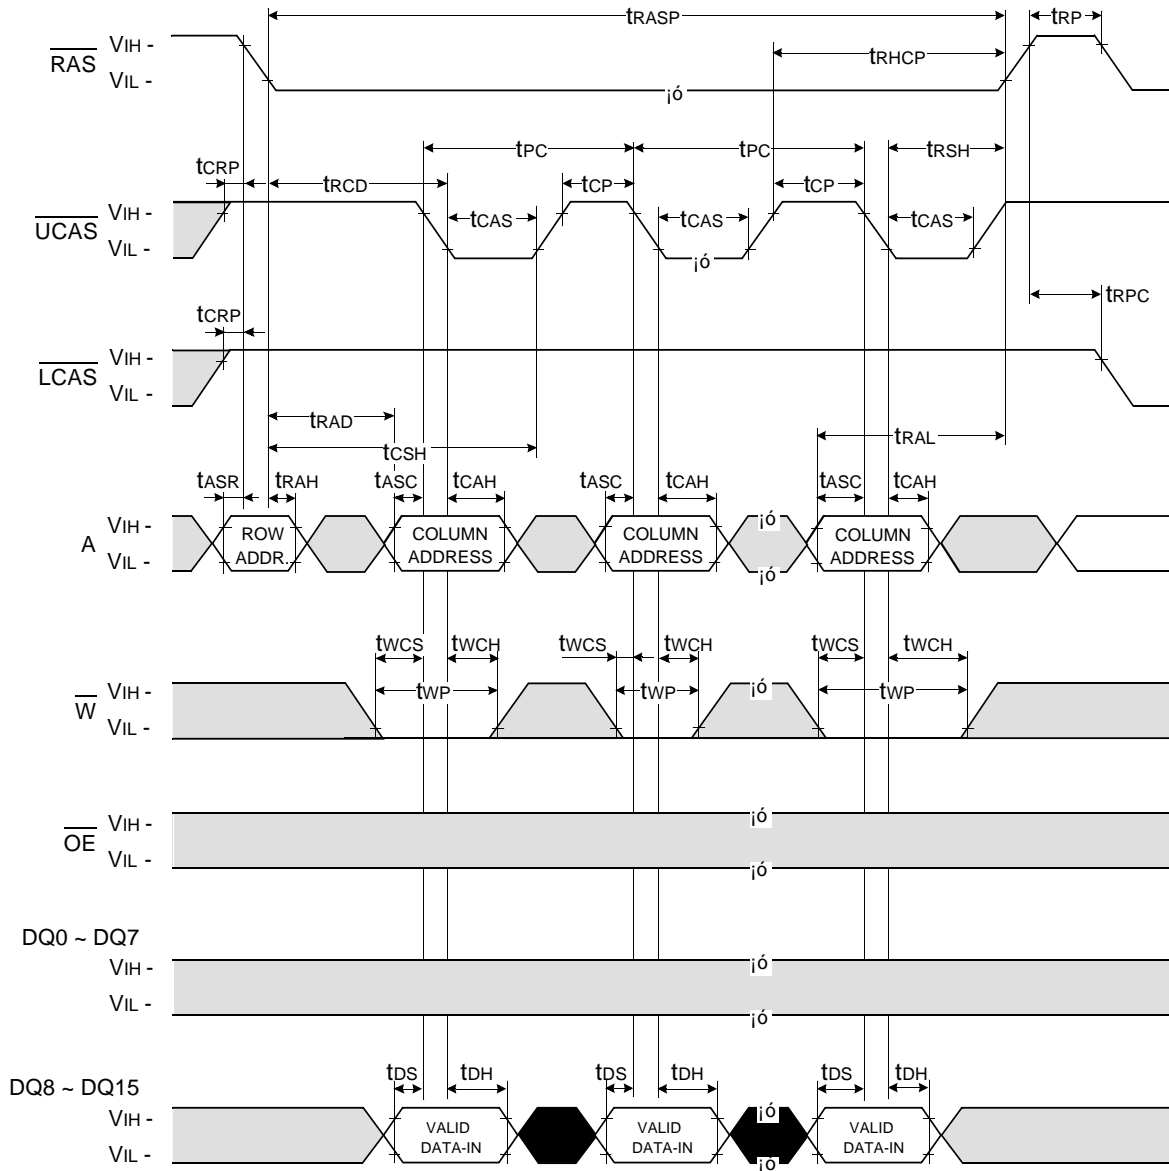 tRASP tRP
RAS VIH -
tRHCP
VIL -
¡ó
tPC tPC tRSH
tCRP tRCD tCP tCP
UCAS VIH -
tCAS tCAS tCAS
VIL -
¡ó
tRPC
tCRP
LCAS VIH -
VIL -
tRAD
tCSH tRAL
tASR tRAH tASC tCAH tASC tCAH tASC tCAH
A VIH -
VIL -
ROW ADDR.
COLUMN ADDRESS
COLUMN ADDRESS
¡ó
¡ó
COLUMN ADDRESS
tWCS tWCH tWCS tWCH tWCS tWCH
W VIH -
tWP tWP ¡ó tWP
VIL -
OE VIH - ¡ó
VIL - ¡ó
DQ0 ~ DQ7
VIH - ¡ó
VIL - ¡ó
DQ8 ~ DQ15
tDS tDH tDS tDH tDS tDH
VIH -
VIL -
VALID DATA-IN
VALID DATA-IN
¡ó
¡ó
VALID DATA-IN